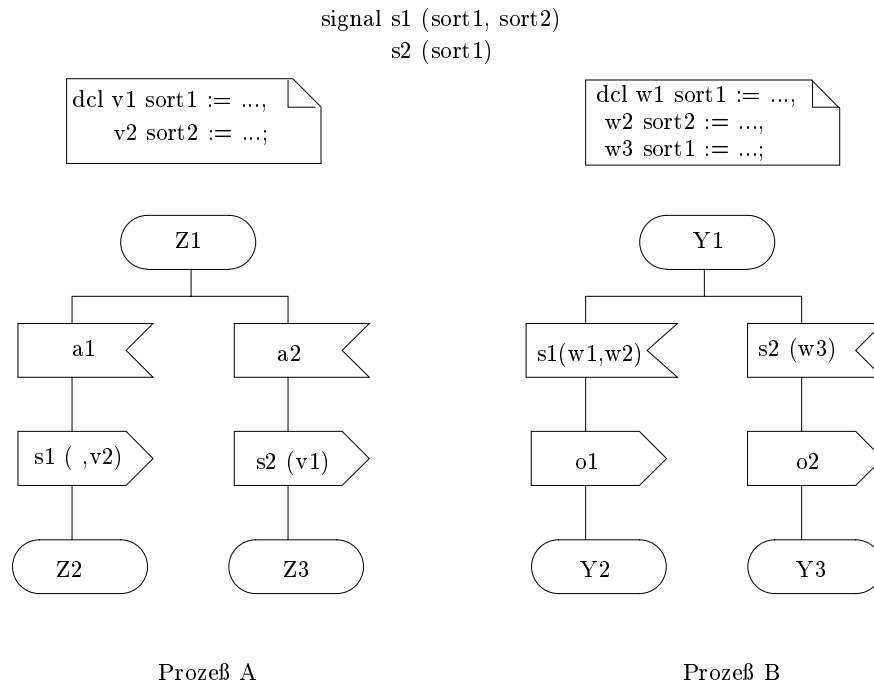 signal s1 (sort1, sort2)
s2 (sort1)
dcl v1 sort1 := ...,
v2 sort2 := ...;
dcl w1 sort1 := ...,
w2 sort2 := ...,
w3 sort1 := ...;
Z1
Y1
a1
a2
s1(w1,w2)
s2 (w3)
s1 ( ,v2)
s2 (v1)
o1
o2
Z2
Z3
Y2
Y3
Prozeß A
Prozeß B